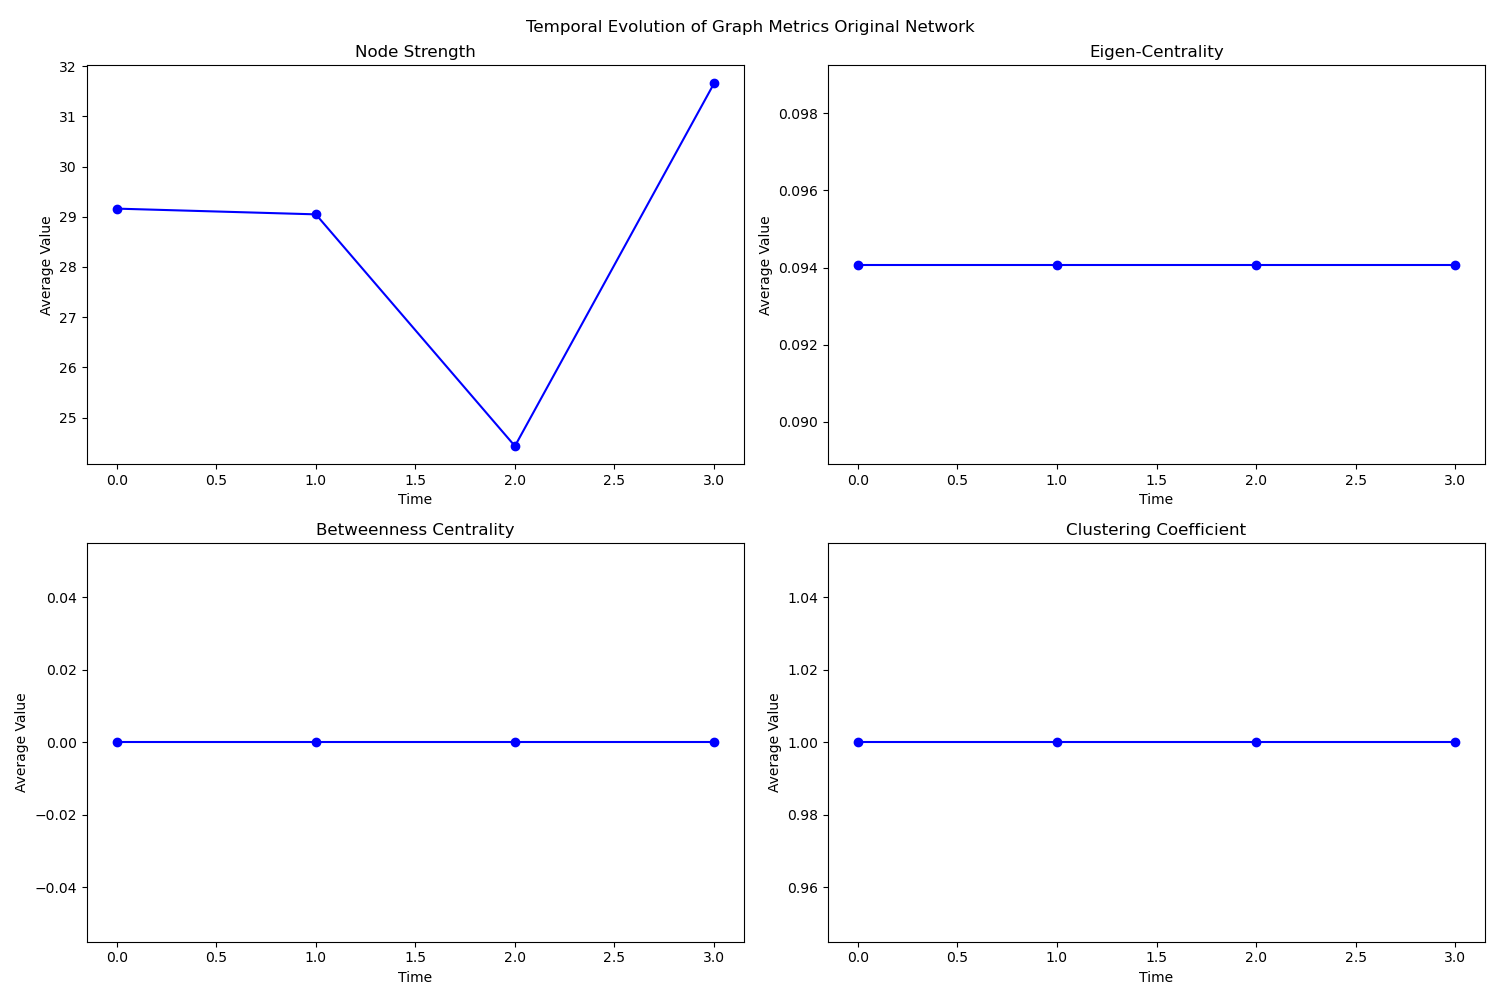 Temporal Evolution of Graph Metrics Original Network
Node Strength
32
31
30
29
28
27
26
25
Average Value
0.0 0.5 1.0 1.5 2.0 2.5 3.0
Time
Eigen-Centrality
0.098
0.096
0.094
0.092
0.090
Average Value
0.0 0.5 1.0 1.5 2.0 2.5 3.0
Time
Betweenness Centrality
0.04
0.02
0.00
−0.02
−0.04
Average Value
0.0 0.5 1.0 1.5 2.0 2.5 3.0
Time
Clustering Coefficient
1.04
1.02
1.00
0.98
0.96
Average Value
0.0 0.5 1.0 1.5 2.0 2.5 3.0
Time